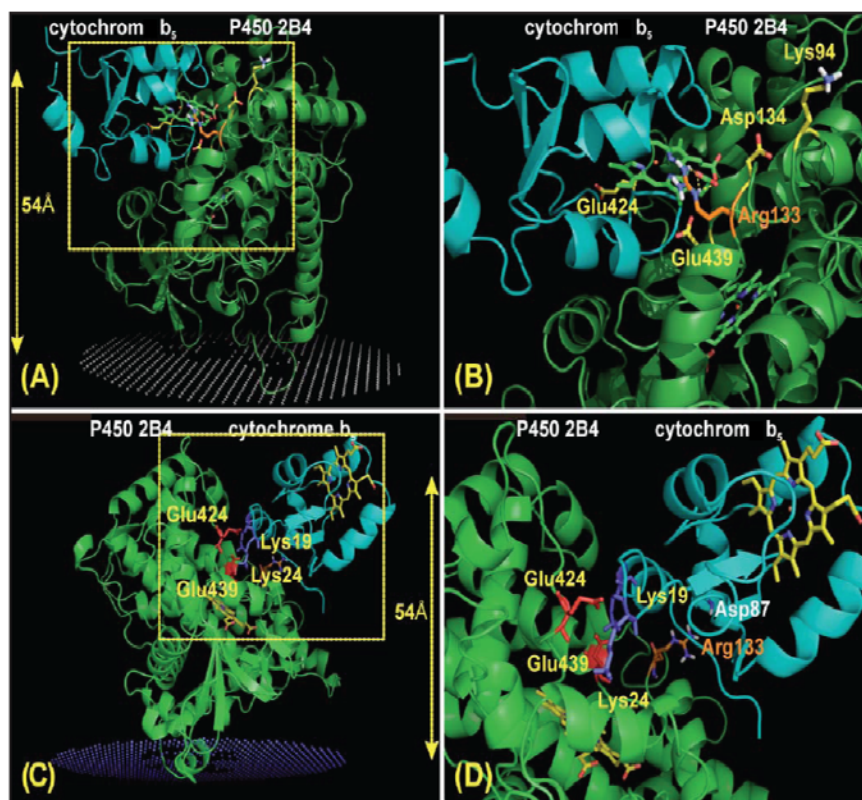 cytochrom b₅ P450 2B4
54Å
(A)
cytochrom b₅ P450 2B4
Lys94
Asp134
Glu424
Arg133
Glu439
(B)
P450 2B4 cytochrome b₅
Glu424
Lys19
Lys24
Glu439
54Å
(C)
P450 2B4 cytochrom b₅
Glu424
Lys19
Asp87
Arg133
Glu439
Lys24
(D)